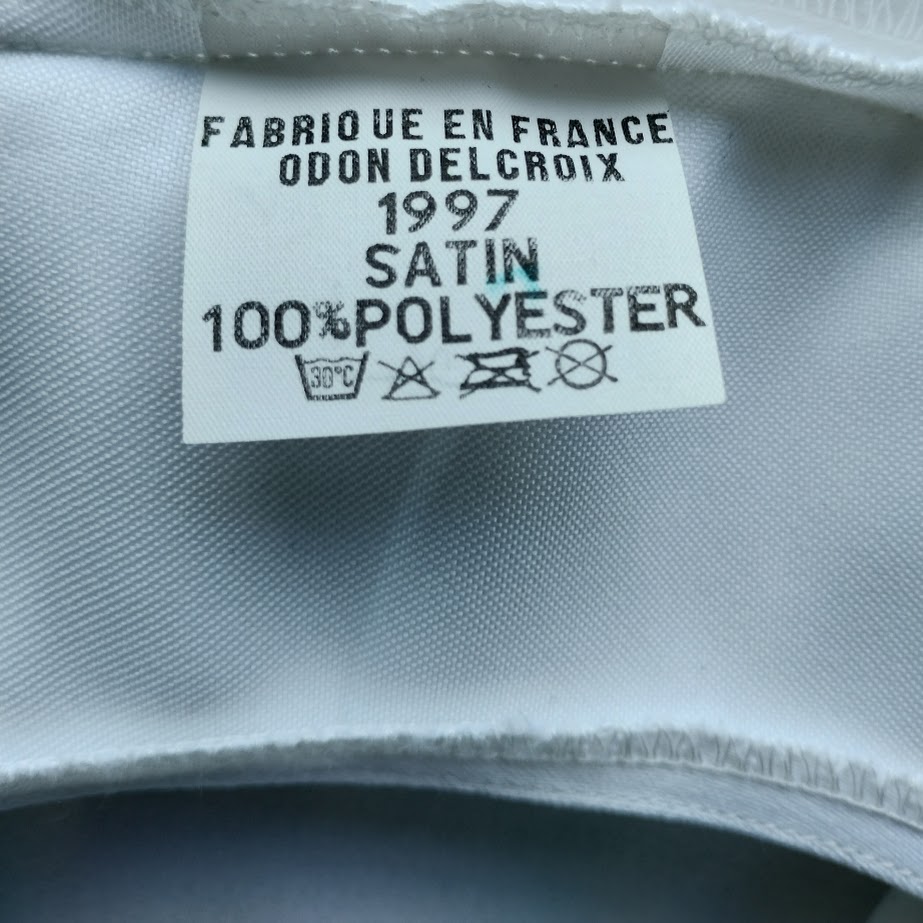 FABRIQUE EN FRANCE
ODON DELCROIX
1997
SATIN
100%POLYESTER
30°C